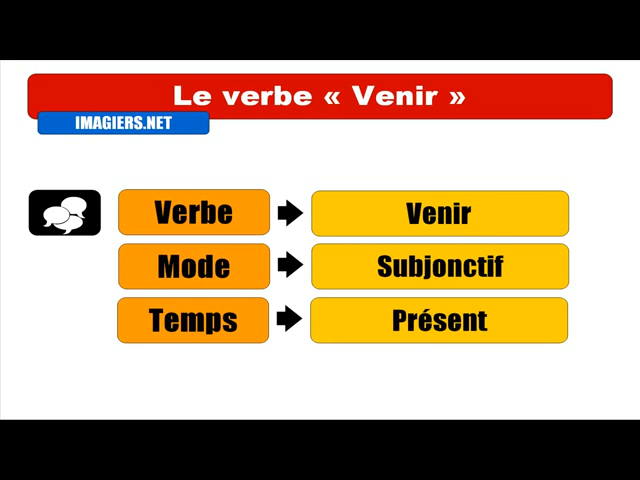 Le verbe « Venir »
IMAGIERS.NET
Verbe Venir
Mode Subjonctif
Temps Présent